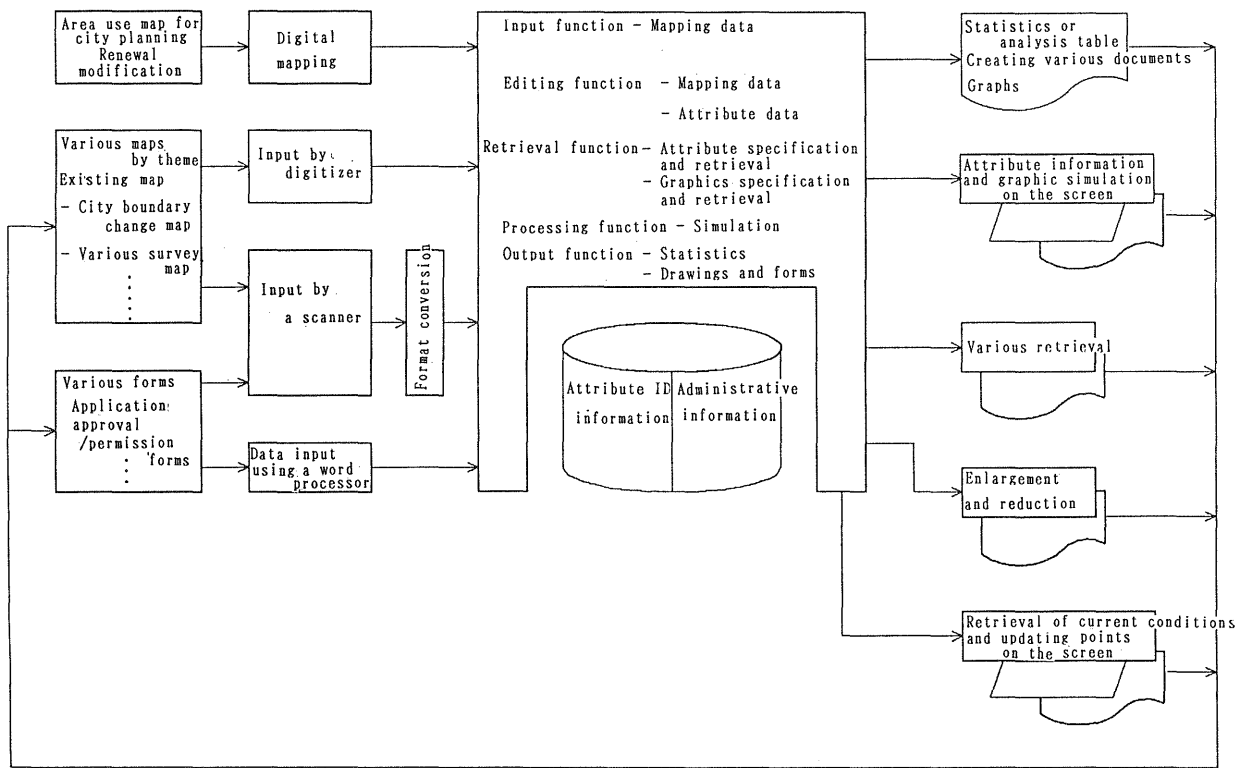 Area use map for
city planning
Renewal
modification
Digital
mapping
Various maps
by theme
Existing map
- City boundary
change map
- Various survey
map
Input by
digitizer
Input by
a scanner
Format conversion
Various forms
Application
approval
/permission
forms
Data input
using a word
processor
Input function - Mapping data
Editing function - Mapping data
- Attribute data
Retrieval function - Attribute specification
and retrieval
- Graphics specification
and retrieval
Processing function - Simulation
Output function - Statistics
- Drawings and forms
Attribute ID
information
Administrative
information
Statistics or
analysis table
Creating various documents
Graphs
Attribute information
and graphic simulation
on the screen
Various retrieval
Enlargement
and reduction
Retrieval of current conditions
and updating points
on the screen